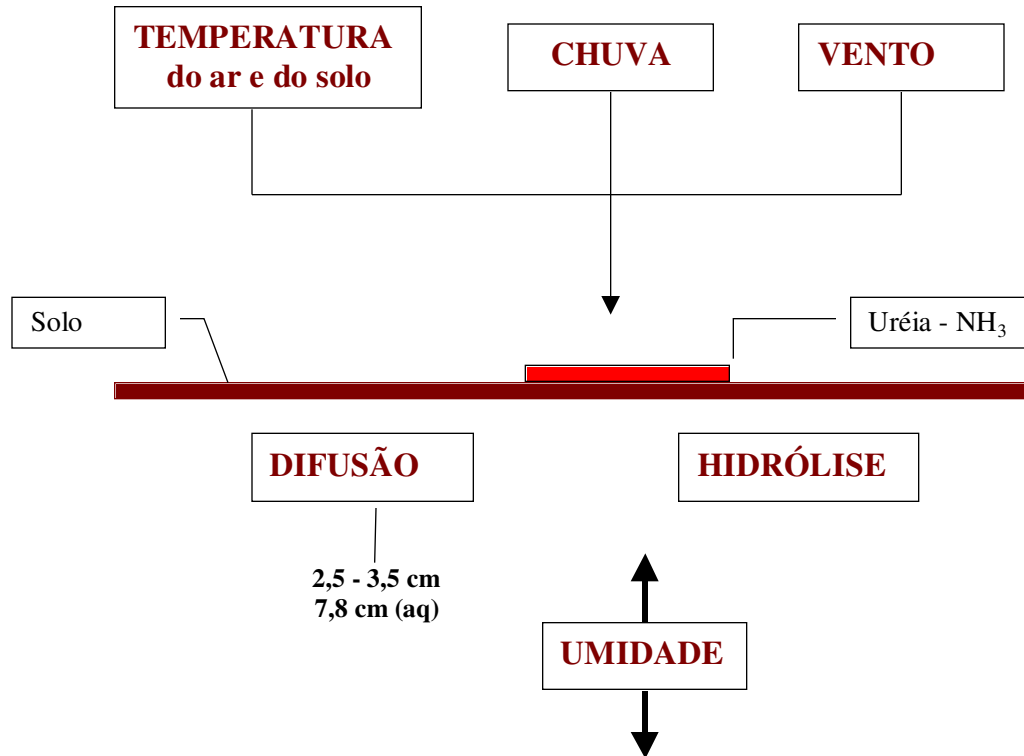 TEMPERATURA
do ar e do solo
CHUVA
VENTO
Solo
Uréia - NH₃
DIFUSÃO
HIDRÓLISE
2,5 - 3,5 cm
7,8 cm (aq)
UMIDADE